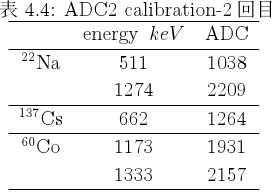 表 4.4: ADC2 calibration-2 回目
energy keV ADC
²²Na 511 1038
1274 2209
¹³⁷Cs 662 1264
⁶⁰Co 1173 1931
1333 2157